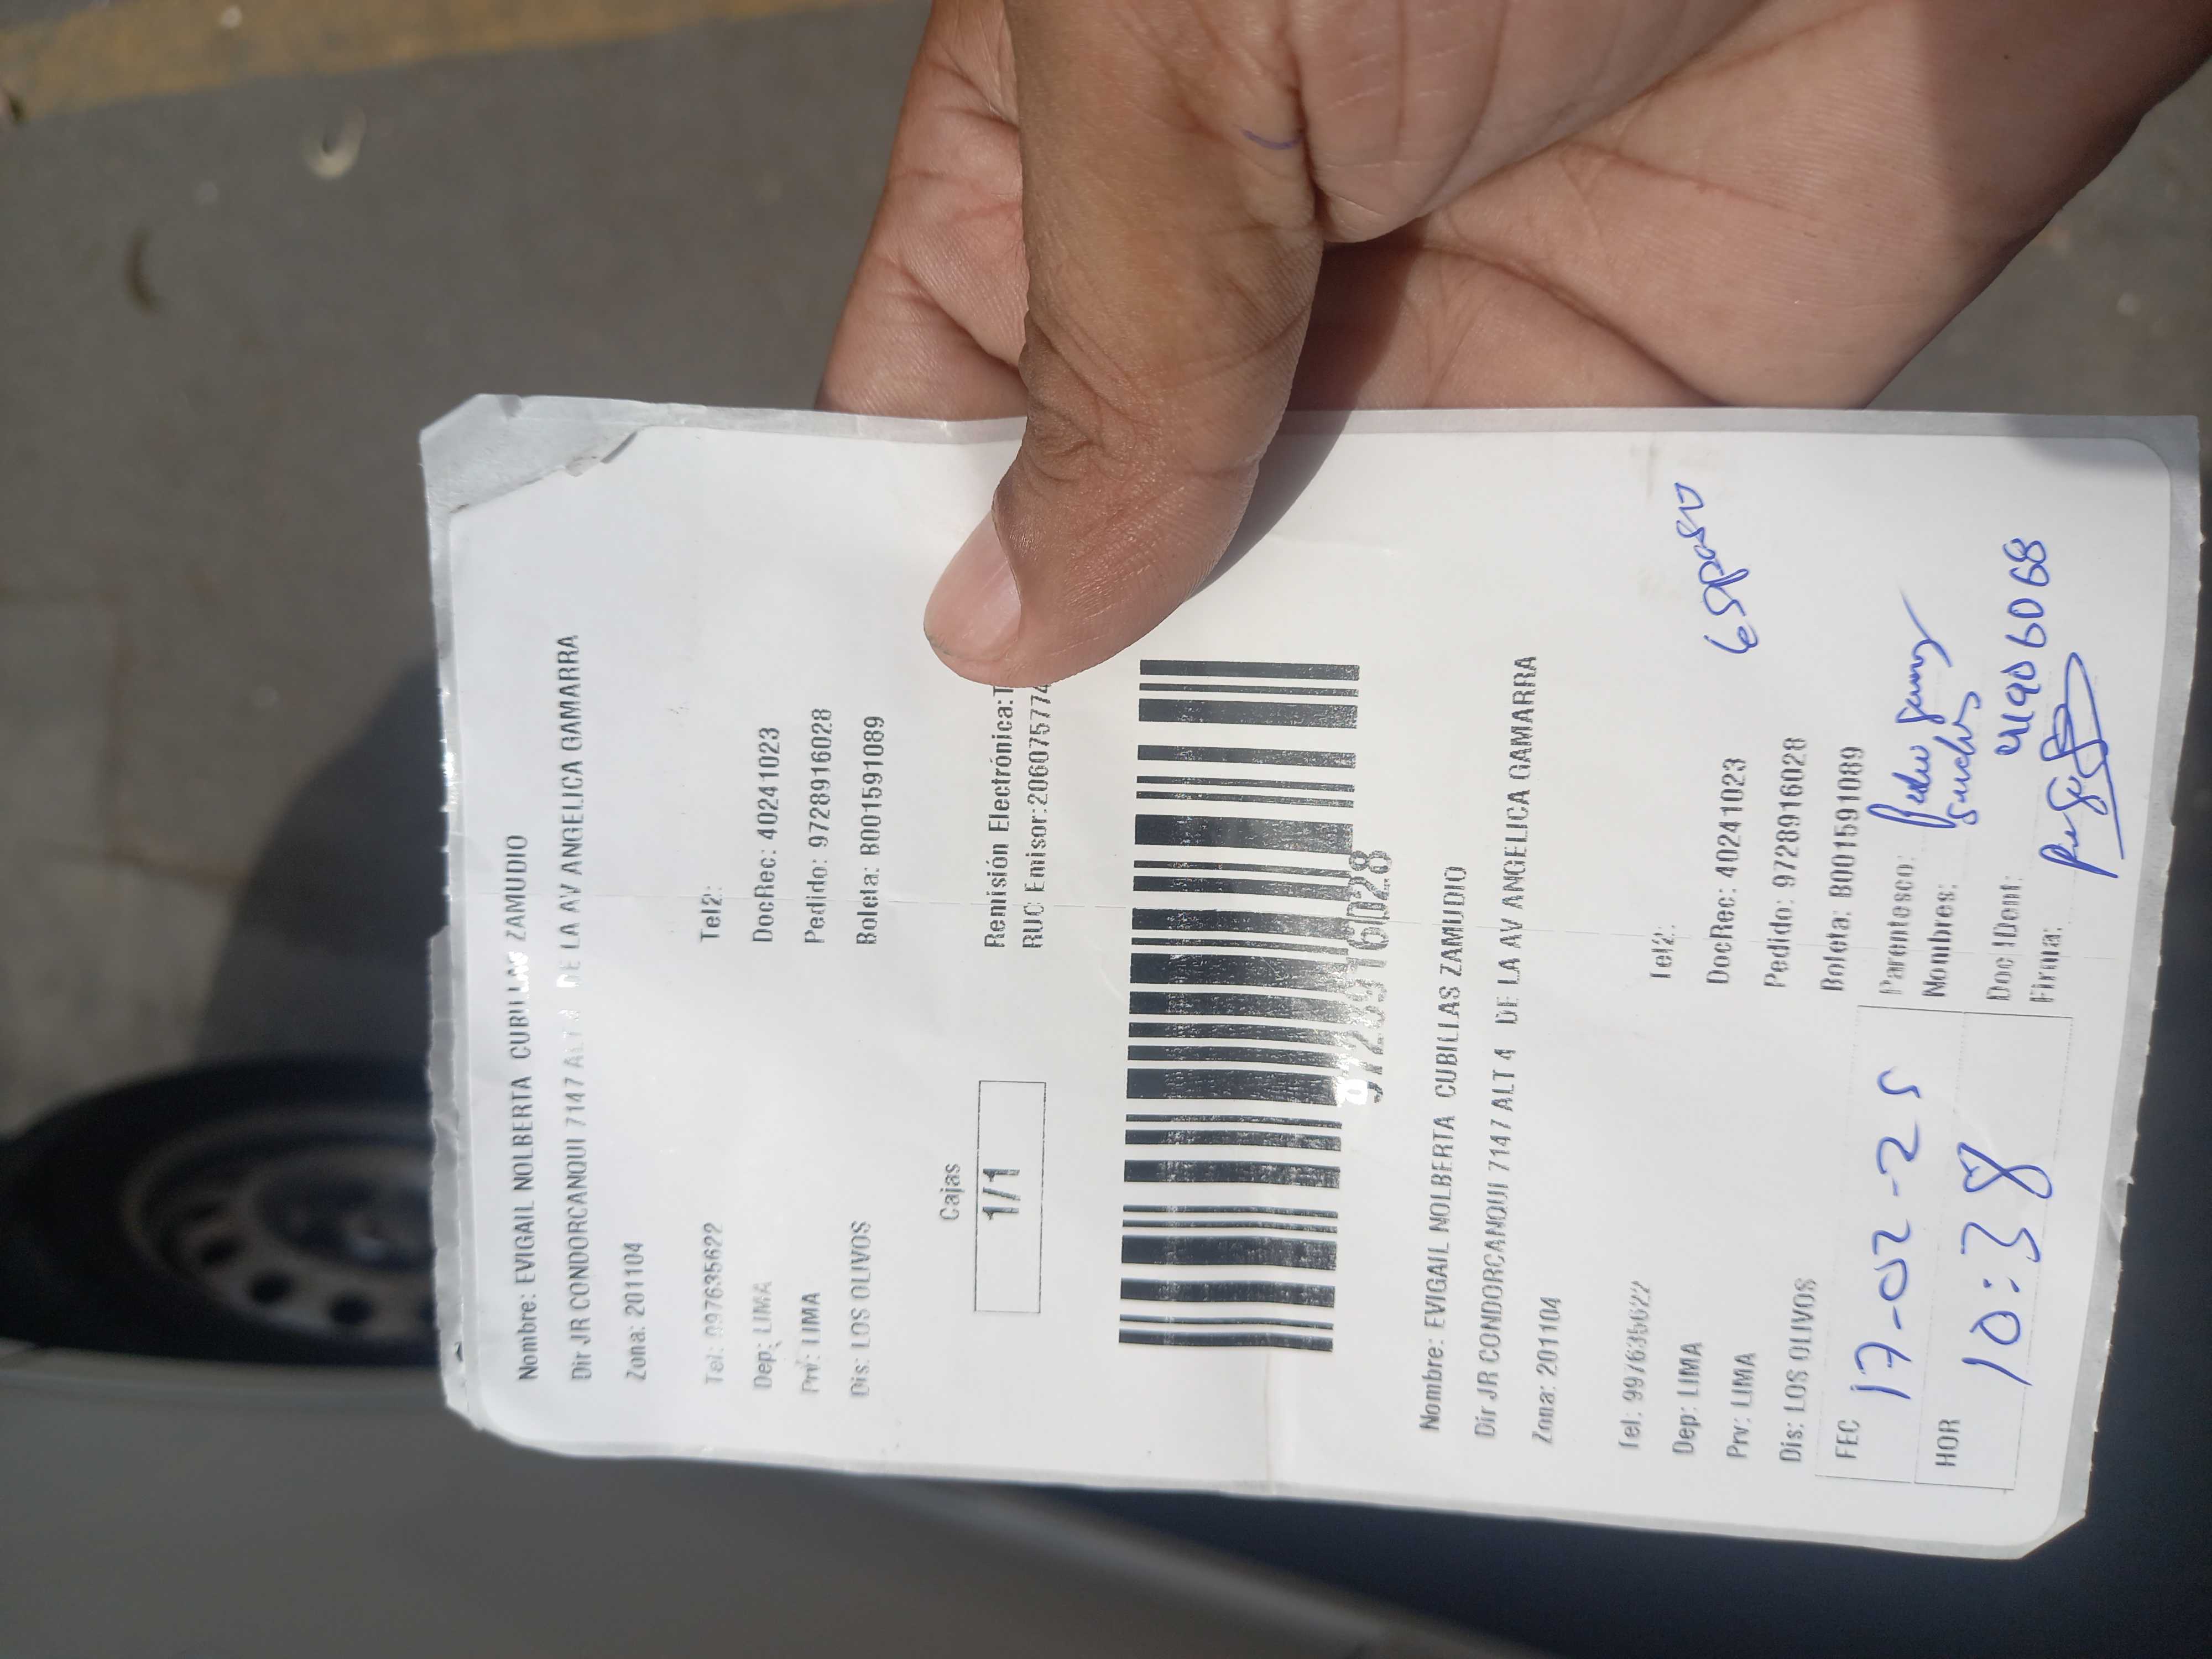 Nombre: EVIGAIL NOLBERTA CUBILLAS ZAMUDIO
Dir JR CONDORCANQUI 7147 ALT 4 DE LA AV ANGELICA GAMARRA
Zona: 201104
Tel: 997635622 Tel2:
Dep: LIMA DocRec: 40241023
Prv: LIMA Pedido: 9728916028
Dis: LOS OLIVOS Boleta: B001591089
Cajas
1/1
Remisión Electrónica:T
RUC Emisor:206075774
9728916028
Nombre: EVIGAIL NOLBERTA CUBILLAS ZAMUDIO
Dir JR CONDORCANQUI 7147 ALT 4 DE LA AV ANGELICA GAMARRA
Zona: 201104
Tel: 997635622 Tel2:
Dep: LIMA DocRec: 40241023
Prv: LIMA Pedido: 9728916028
Dis: LOS OLIVOS Boleta: B001591089
esposo
FEC 17-02-25
HOR 10:38
Parentesco:
Nombres: Pedro
Doc IDent: 41906068
Firma: